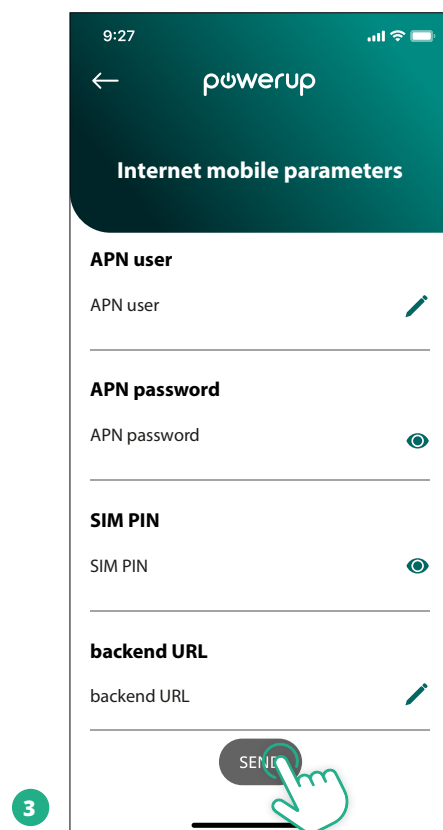 9:27
powerup
Internet mobile parameters
APN user
APN user
APN password
APN password
SIM PIN
SIM PIN
backend URL
backend URL
SEND
3